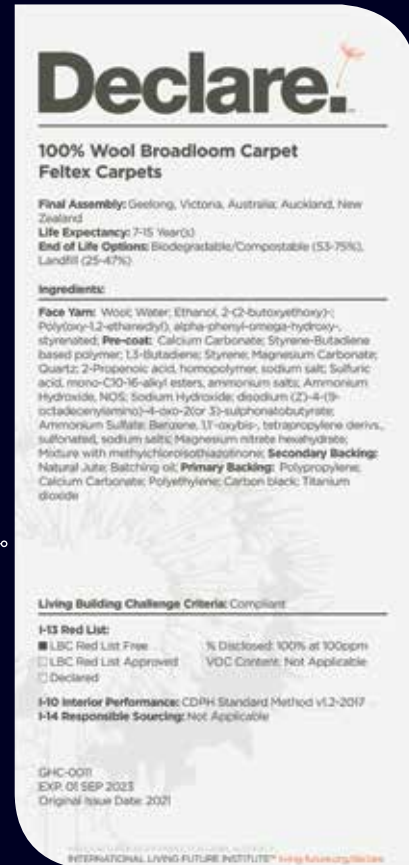 Declare.
100% Wool Broadloom Carpet
Feltex Carpets
Final Assembly: Geelong, Victoria, Australia; Auckland, New
Zealand
Life Expectancy: 7-15 Year(s)
End of Life Options: Biodegradable/Compostable (53-75%),
Landfill (25-47%)
Ingredients:
Face Yarn: Wool; Water; Ethanol, 2-(2-butoxyethoxy)-;
Poly(oxy-1,2-ethanediyl), alpha-phenyl-omega-hydroxy-,
styrenated; Pre-coat: Calcium Carbonate; Styrene-Butadiene
based polymer; 1,3-Butadiene; Styrene; Magnesium Carbonate;
Quartz; 2-Propenoic acid, homopolymer, sodium salt; Sulfuric
acid, mono-C10-16-alkyl esters, ammonium salts; Ammonium
Hydroxide, NOS; Sodium Hydroxide; disodium (Z)-4-(9-
octadecenylamino)-4-oxo-2(or 3)-sulphonatobutyrate;
Ammonium Sulfate; Benzene, 1,1'-oxybis-, tetrapropylene derivs.,
sulfonated, sodium salts; Magnesium nitrate hexahydrate;
Mixture with methylchloroisothiazolinone; Secondary Backing:
Natural Jute; Batching oil; Primary Backing: Polypropylene;
Calcium Carbonate; Polyethylene; Carbon black; Titanium
dioxide
Living Building Challenge Criteria: Compliant
I-13 Red List:
LBC Red List Free % Disclosed: 100% at 100ppm
LBC Red List Approved VOC Content: Not Applicable
Declared
I-10 Interior Performance: CDPH Standard Method v1.2-2017
I-14 Responsible Sourcing: Not Applicable
GHC-0011
EXP. 01 SEP 2023
Original Issue Date: 2021
INTERNATIONAL LIVING FUTURE INSTITUTE™ living-future.org/declare